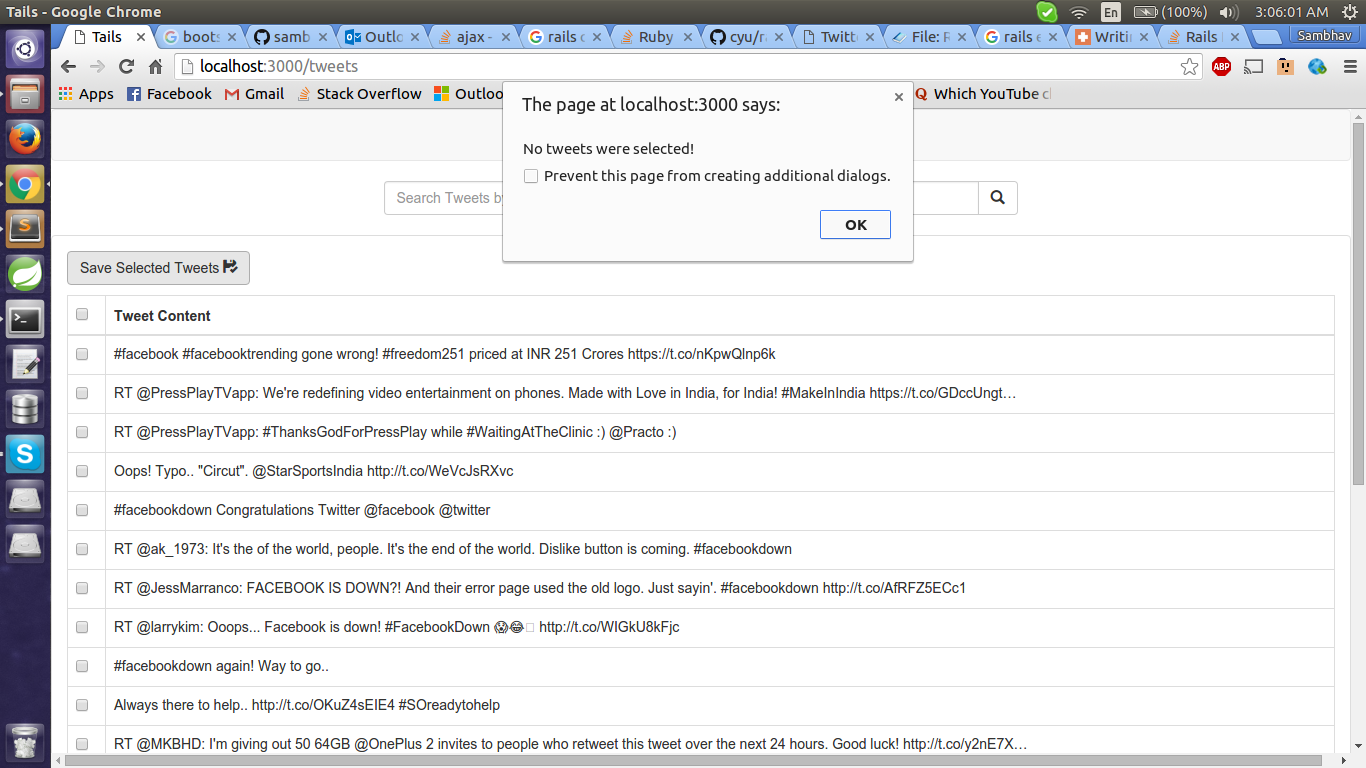 Tails - Google Chrome
En
(100%)
3:06:01 AM
Tails
boots
samb
Outlo
ajax -
rails
Ruby
cyu/r
Twitt
File: R
rails e
Writi
Rails
Sambhav
localhost:3000/tweets
ABP
Apps
Facebook
Gmail
Stack Overflow
Outloo
Which YouTube c
The page at localhost:3000 says:
No tweets were selected!
Prevent this page from creating additional dialogs.
OK
Search Tweets by
Save Selected Tweets
Tweet Content
#facebook #facebooktrending gone wrong! #freedom251 priced at INR 251 Crores https://t.co/nKpwQlnp6k
RT @PressPlayTVapp: We're redefining video entertainment on phones. Made with Love in India, for India! #MakeInIndia https://t.co/GDccUngt…
RT @PressPlayTVapp: #ThanksGodForPressPlay while #WaitingAtTheClinic :) @Practo :)
Oops! Typo.. "Circut". @StarSportsIndia http://t.co/WeVcJsRXvc
#facebookdown Congratulations Twitter @facebook @twitter
RT @ak_1973: It's the of the world, people. It's the end of the world. Dislike button is coming. #facebookdown
RT @JessMarranco: FACEBOOK IS DOWN?! And their error page used the old logo. Just sayin'. #facebookdown http://t.co/AfRFZ5ECc1
RT @larrykim: Ooops... Facebook is down! #FacebookDown 😱😂 http://t.co/WIGkU8kFjc
#facebookdown again! Way to go..
Always there to help.. http://t.co/OKuZ4sEIE4 #SOreadytohelp
RT @MKBHD: I'm giving out 50 64GB @OnePlus 2 invites to people who retweet this tweet over the next 24 hours. Good luck! http://t.co/y2nE7X…